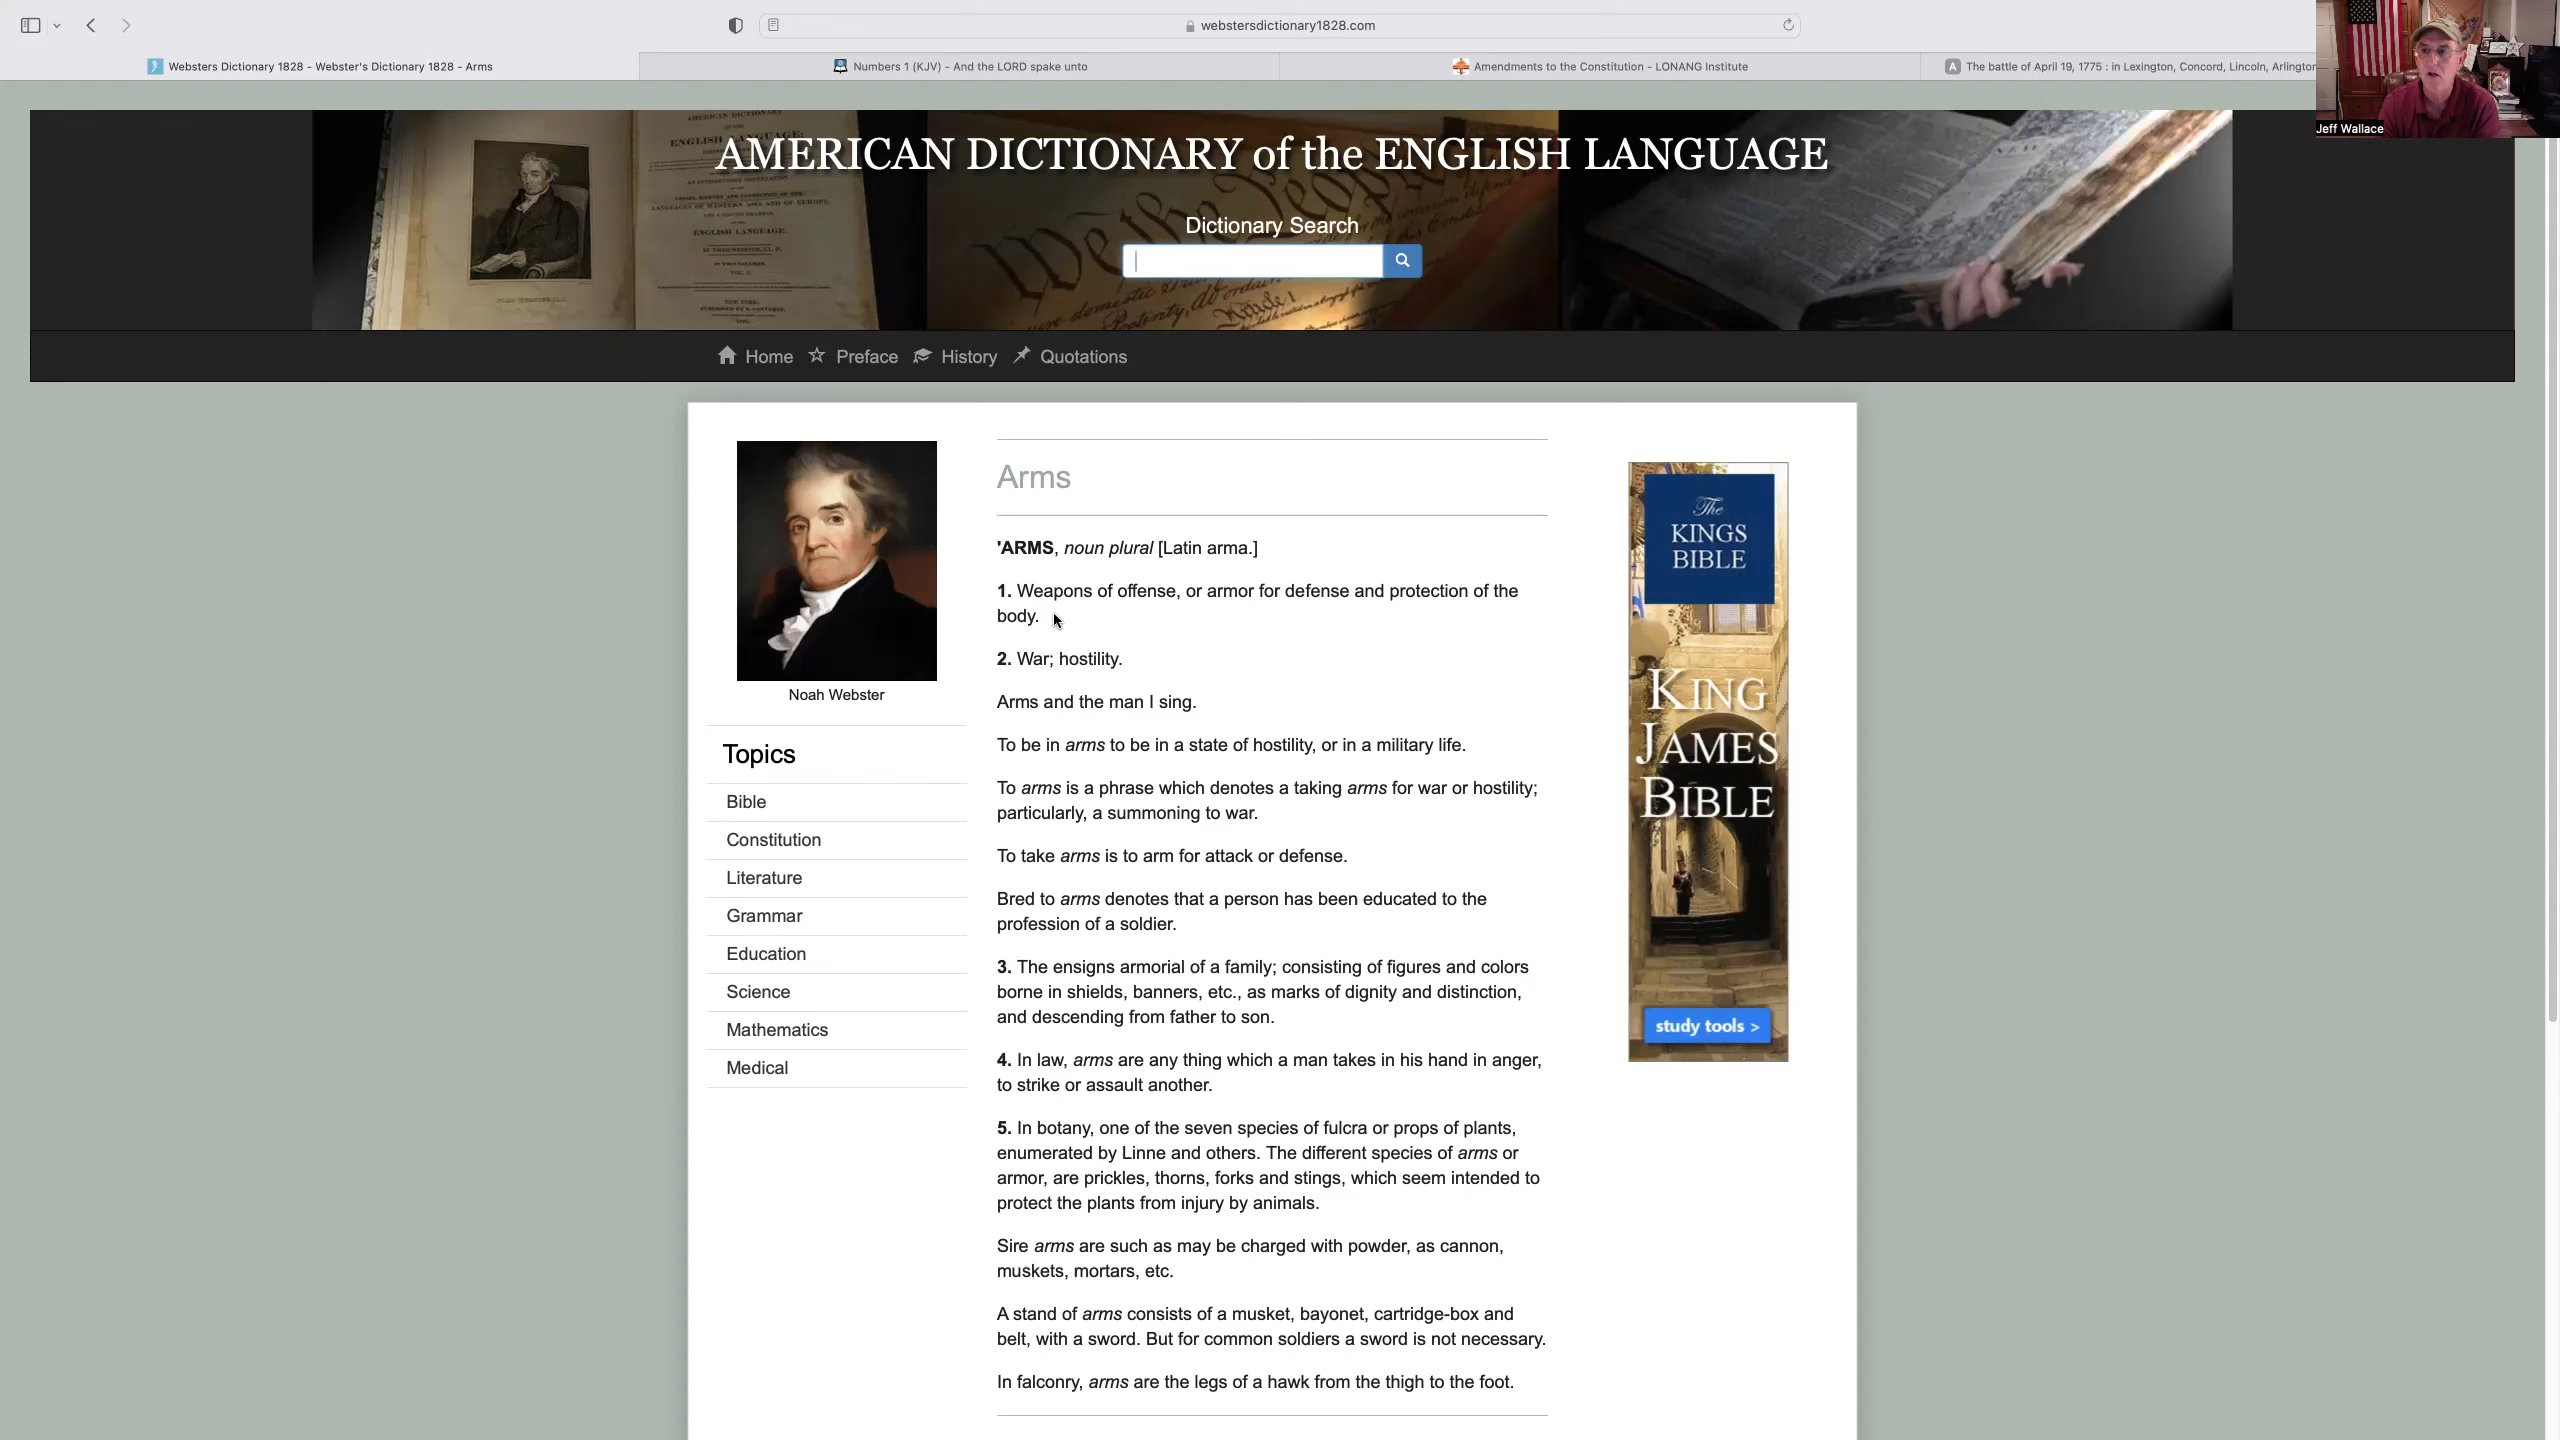 webstersdictionary1828.com
Websters Dictionary 1828 - Webster's Dictionary 1828 - Arms
Numbers 1 (KJV) - And the LORD spake unto
Amendments to the Constitution - LONANG Institute
A The battle of April 19, 1775 : in Lexington, Concord, Lincoln, Arlington
Jeff Wallace
AMERICAN DICTIONARY of the ENGLISH LANGUAGE
Dictionary Search
Home Preface History Quotations
Noah Webster
Topics
Bible
Constitution
Literature
Grammar
Education
Science
Mathematics
Medical
Arms
'ARMS, noun plural [Latin arma.]
1. Weapons of offense, or armor for defense and protection of the
body.
2. War; hostility.
Arms and the man I sing.
To be in arms to be in a state of hostility, or in a military life.
To arms is a phrase which denotes a taking arms for war or hostility;
particularly, a summoning to war.
To take arms is to arm for attack or defense.
Bred to arms denotes that a person has been educated to the
profession of a soldier.
3. The ensigns armorial of a family; consisting of figures and colors
borne in shields, banners, etc., as marks of dignity and distinction,
and descending from father to son.
4. In law, arms are any thing which a man takes in his hand in anger,
to strike or assault another.
5. In botany, one of the seven species of fulcra or props of plants,
enumerated by Linne and others. The different species of arms or
armor, are prickles, thorns, forks and stings, which seem intended to
protect the plants from injury by animals.
Sire arms are such as may be charged with powder, as cannon,
muskets, mortars, etc.
A stand of arms consists of a musket, bayonet, cartridge-box and
belt, with a sword. But for common soldiers a sword is not necessary.
In falconry, arms are the legs of a hawk from the thigh to the foot.
The
KINGS
BIBLE
KING
JAMES
BIBLE
study tools >